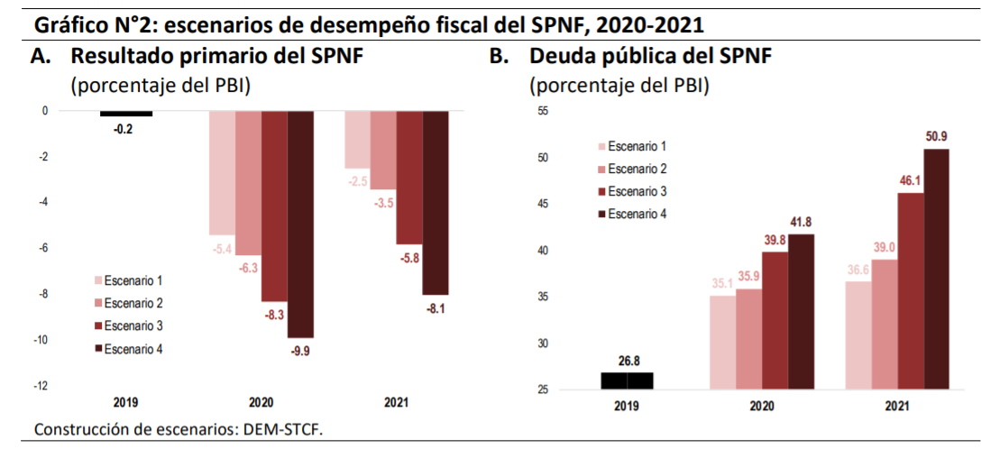 Gráfico N°2: escenarios de desempeño fiscal del SPNF, 2020-2021
A. Resultado primario del SPNF
(porcentaje del PBI)
0
-2
-4
-6
-8
-10
-12
-0.2
-5.4
-6.3
-8.3
-9.9
-2.5
-3.5
-5.8
-8.1
Escenario 1
Escenario 2
Escenario 3
Escenario 4
2019 2020 2021
B. Deuda pública del SPNF
(porcentaje del PBI)
55
50
45
40
35
30
25
Escenario 1
Escenario 2
Escenario 3
Escenario 4
26.8
35.1
35.9
39.8
41.8
36.6
39.0
46.1
50.9
2019 2020 2021
Construcción de escenarios: DEM-STCF.